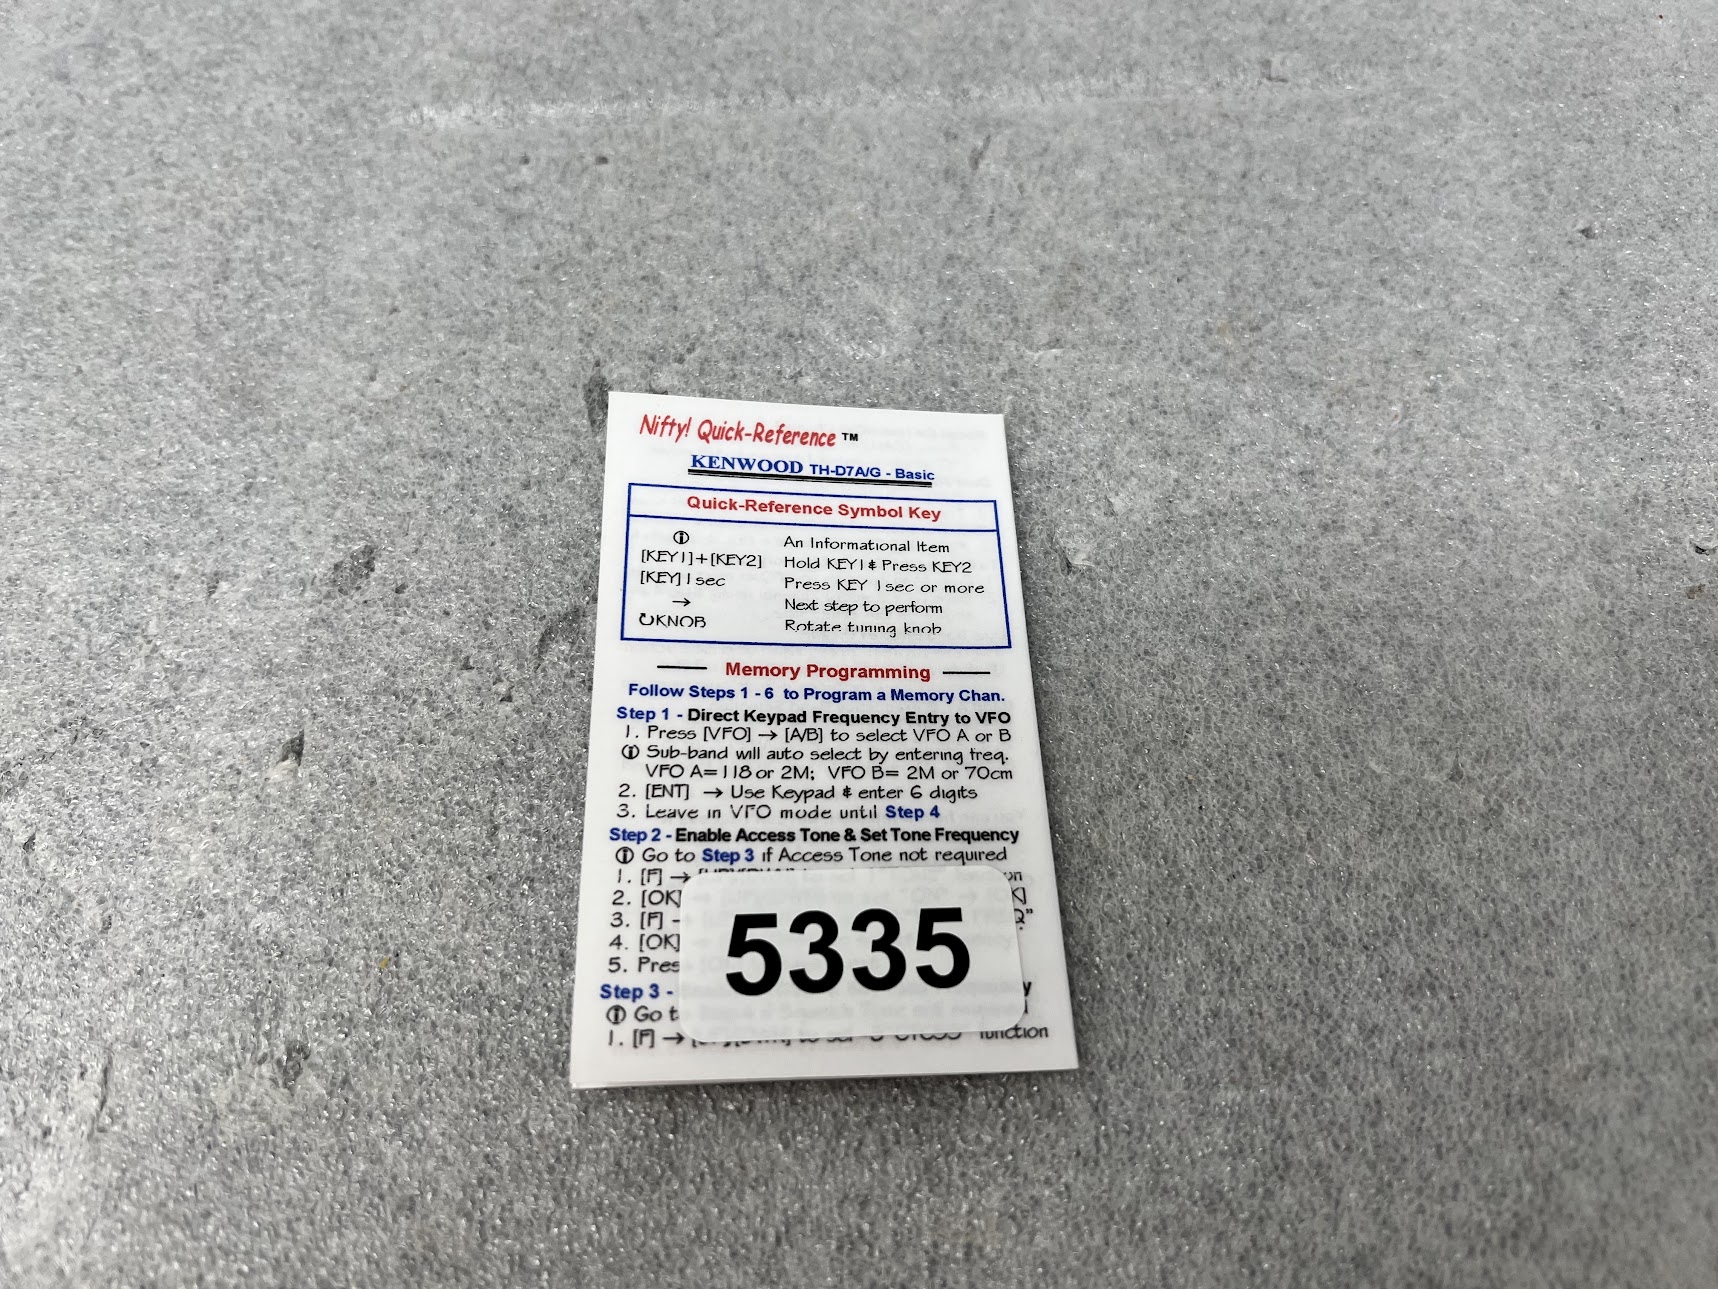 Nifty! Quick-Reference ™
KENWOOD TH-D7A/G - Basic
Quick-Reference Symbol Key
ⓘ An Informational Item
[KEY1]+[KEY2] Hold KEY1 & Press KEY2
[KEY] 1 sec Press KEY 1 sec or more
→ Next step to perform
↻KNOB Rotate tuning knob
Memory Programming
Follow Steps 1 - 6 to Program a Memory Chan.
Step 1 - Direct Keypad Frequency Entry to VFO
1. Press [VFO] → [A/B] to select VFO A or B
ⓘ Sub-band will auto select by entering freq.
VFO A=118 or 2M; VFO B= 2M or 70cm
2. [ENT] → Use Keypad & enter 6 digits
3. Leave in VFO mode until Step 4
Step 2 - Enable Access Tone & Set Tone Frequency
ⓘ Go to Step 3 if Access Tone not required
1. [F] →
2. [OK]
3. [F] -
4. [OK]
5. Pres
5335
Step 3 -
ⓘ Go t
1. [F] → function